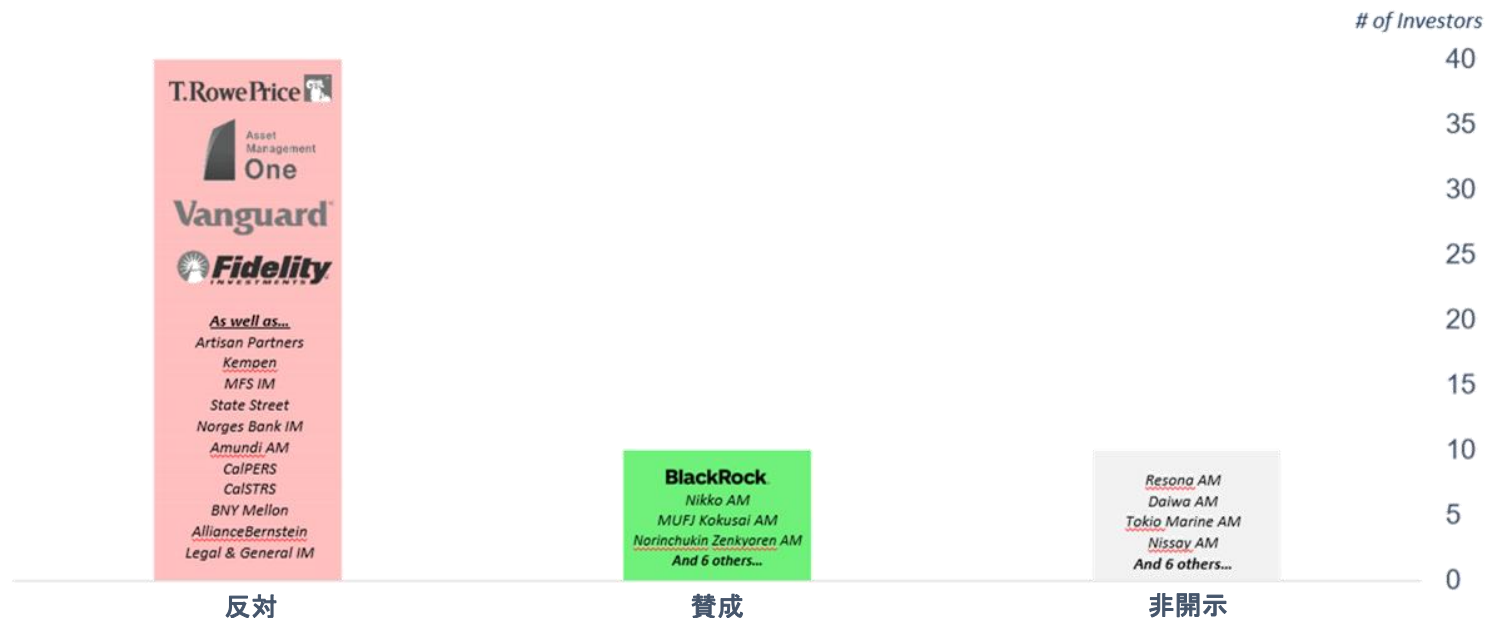 # of Investors
40
35
30
25
20
15
10
5
0
T.RowePrice
Asset
Management
One
Vanguard
Fidelity
INVESTMENTS
As well as...
Artisan Partners
Kempen
MFS IM
State Street
Norges Bank IM
Amundi AM
CalPERS
CalSTRS
BNY Mellon
AllianceBernstein
Legal & General IM
BlackRock
Nikko AM
MUFJ Kokusai AM
Norinchukin Zenkyoren AM
And 6 others...
Resona AM
Daiwa AM
Tokio Marine AM
Nissay AM
And 6 others...
反対
賛成
非開示